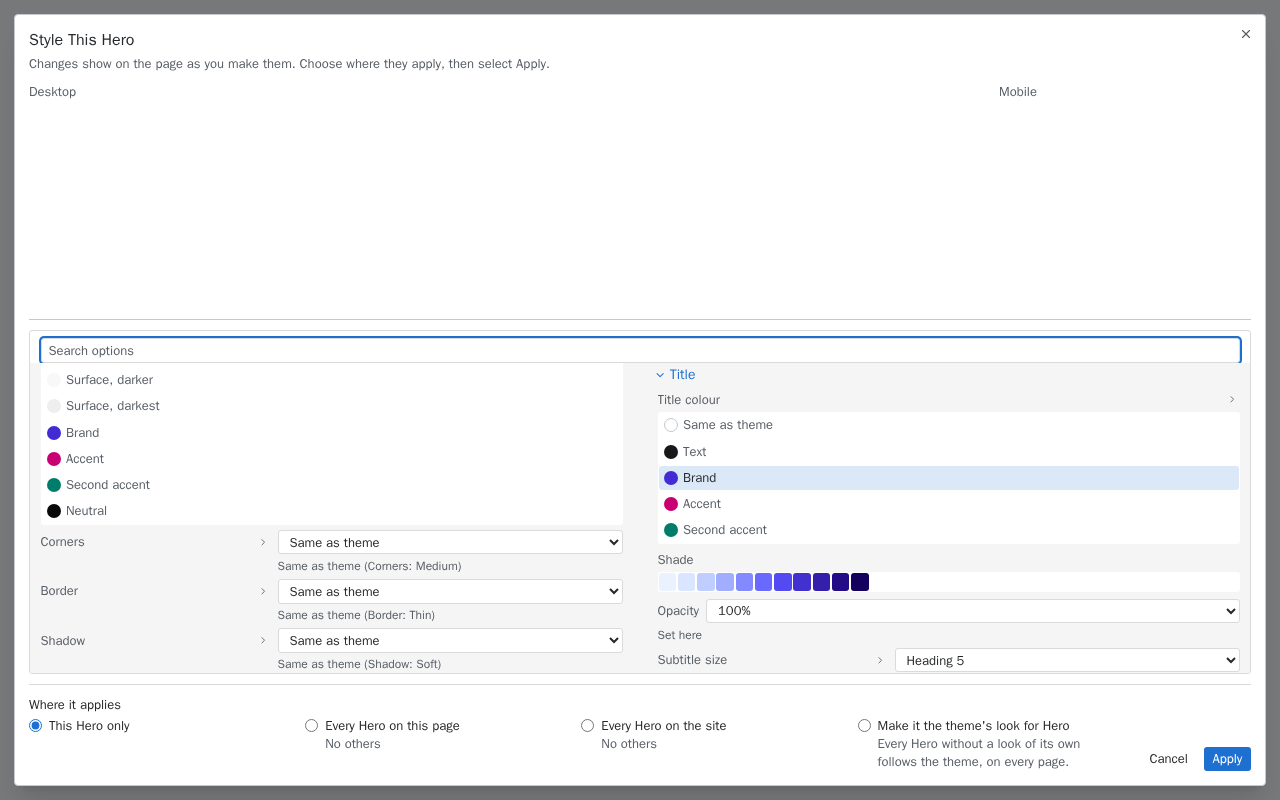 Style This Hero
Changes show on the page as you make them. Choose where they apply, then select Apply.
Desktop
Mobile
Search options
Surface, darker
Surface, darkest
Brand
Accent
Second accent
Neutral
Corners
Same as theme
Same as theme (Corners: Medium)
Border
Same as theme
Same as theme (Border: Thin)
Shadow
Same as theme
Same as theme (Shadow: Soft)
Title
Title colour
Same as theme
Text
Brand
Accent
Second accent
Shade
Opacity
100%
Set here
Subtitle size
Heading 5
Where it applies
This Hero only
Every Hero on this page
No others
Every Hero on the site
No others
Make it the theme's look for Hero
Every Hero without a look of its own
follows the theme, on every page.
Cancel
Apply